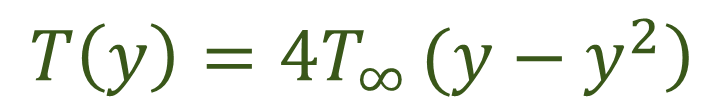 T(y) = 4T∞ (y − y²)